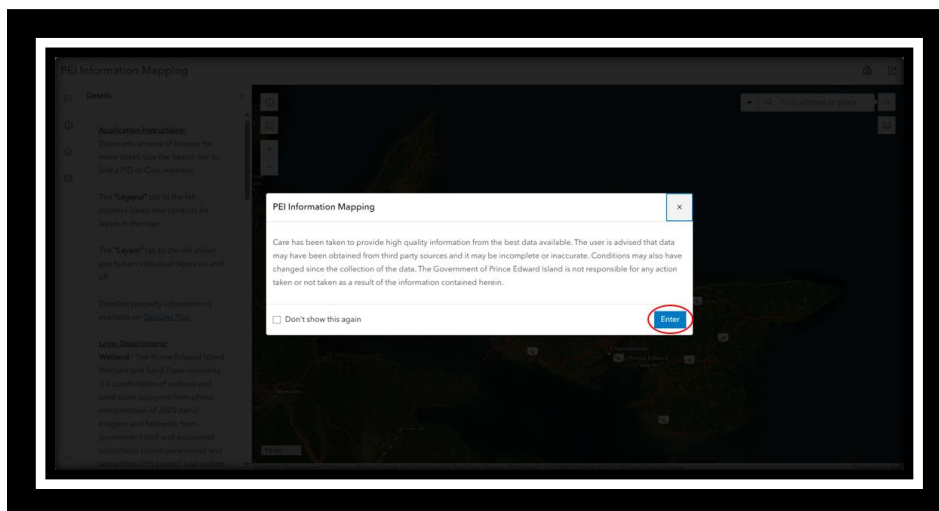 PEI Information Mapping
Details
Find address or place
Application Instructions:
Zoom into an area of interest for
more detail. Use the Search bar to
find a PID or Civic Address.
The "Legend" tab to the left
displays labels and symbols for
layers in the map.
The "Layers" tab to the left allows
you to turn individual layers on and
off.
Detailed property information is
available on GeoLinc Map
Layer Descriptions:
Wetland - The Prince Edward Island
Wetland and Sand Dune inventory
is a combination of wetland and
sand dune polygons from photo
interpretation of 2020 Aerial
Imagery and fieldwork from
government staff and associated
consultants
PEI Information Mapping
×
Care has been taken to provide high quality information from the best data available. The user is advised that data
may have been obtained from third party sources and it may be incomplete or inaccurate. Conditions may also have
changed since the collection of the data. The Government of Prince Edward Island is not responsible for any action
taken or not taken as a result of the information contained herein.
Don't show this again
Enter